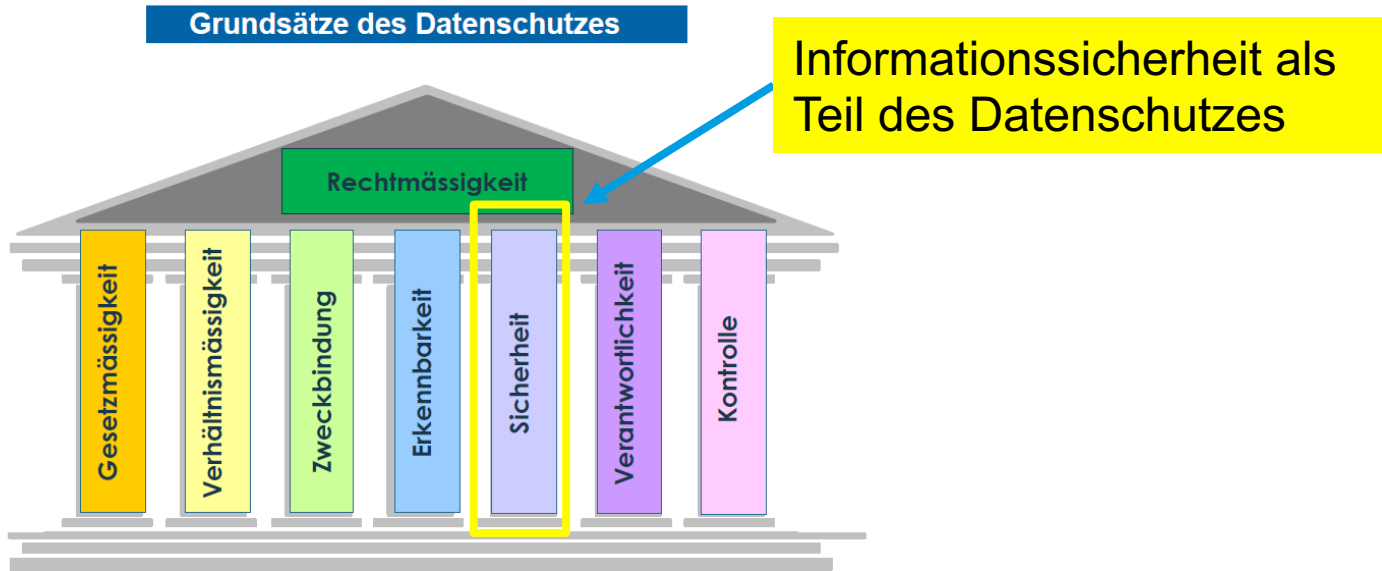 Grundsätze des Datenschutzes
Informationssicherheit als
Teil des Datenschutzes
Rechtmässigkeit
Gesetzmässigkeit
Verhältnismässigkeit
Zweckbindung
Erkennbarkeit
Sicherheit
Verantwortlichkeit
Kontrolle